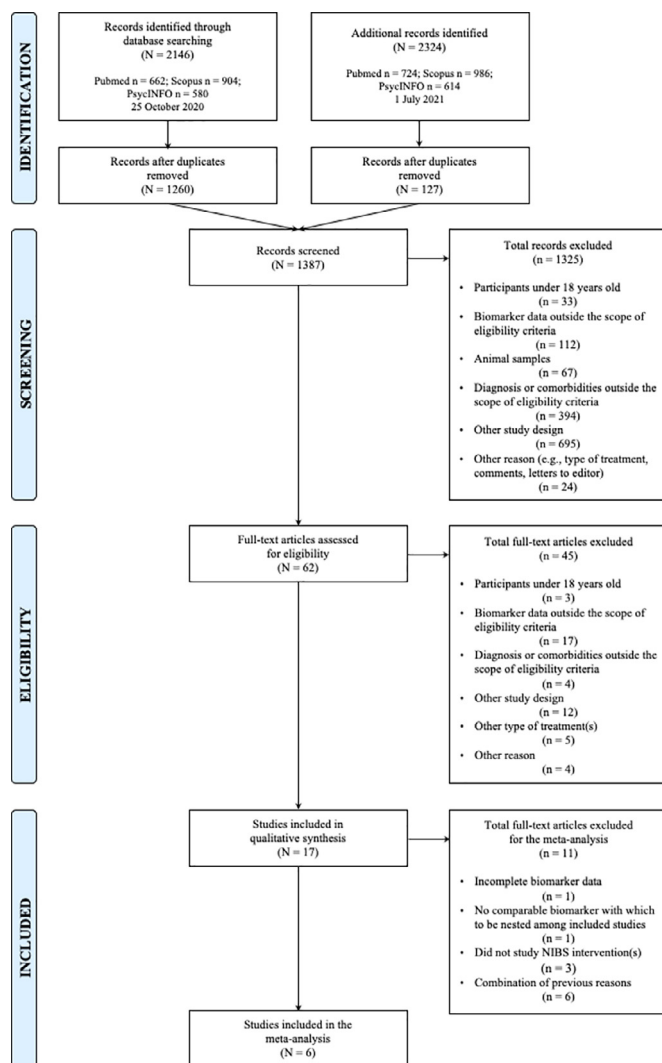 IDENTIFICATION
Records identified through
database searching
(N = 2146)
Pubmed n = 662; Scopus n = 904;
PsycINFO n = 580
25 October 2020
Additional records identified
(N = 2324)
Pubmed n = 724; Scopus n = 986;
PsycINFO n = 614
1 July 2021
Records after duplicates
removed
(N = 1260)
Records after duplicates
removed
(N = 127)
SCREENING
Records screened
(N = 1387)
Total records excluded
(n = 1325)
• Participants under 18 years old
(n = 33)
• Biomarker data outside the scope of
eligibility criteria
(n = 112)
• Animal samples
(n = 67)
• Diagnosis or comorbidities outside the
scope of eligibility criteria
(n = 394)
• Other study design
(n = 695)
• Other reason (e.g., type of treatment,
comments, letters to editor)
(n = 24)
ELIGIBILITY
Full-text articles assessed
for eligibility
(N = 62)
Total full-text articles excluded
(n = 45)
• Participants under 18 years old
(n = 3)
• Biomarker data outside the scope of
eligibility criteria
(n = 17)
• Diagnosis or comorbidities outside
the scope of eligibility criteria
(n = 4)
• Other study design
(n = 12)
• Other type of treatment(s)
(n = 5)
• Other reason
(n = 4)
INCLUDED
Studies included in
qualitative synthesis
(N = 17)
Total full-text articles excluded
for the meta-analysis
(n = 11)
• Incomplete biomarker data
(n = 1)
• No comparable biomarker with which
to be nested among included studies
(n = 1)
• Did not study NIBS intervention(s)
(n = 3)
• Combination of previous reasons
(n = 6)
Studies included in the
meta-analysis
(N = 6)